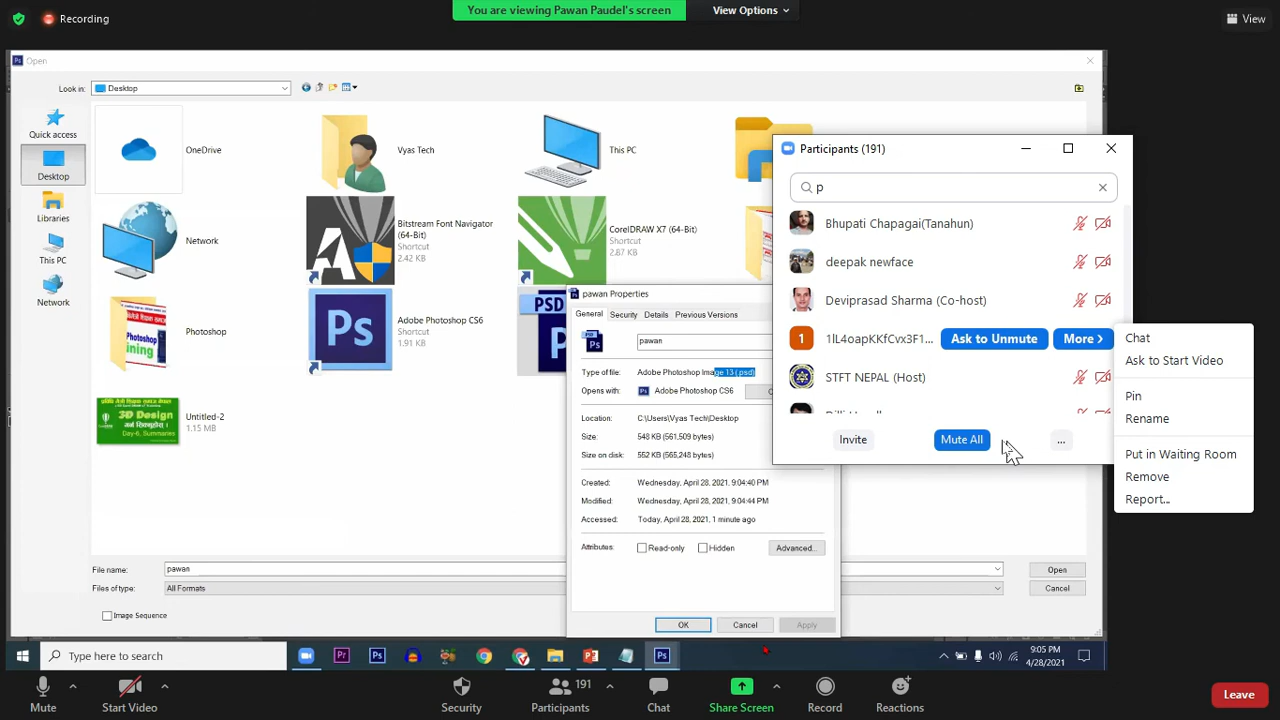 Recording
You are viewing Pawan Paudel's screen
View Options
View
Open
Look in:
Desktop
Quick access
Desktop
Libraries
This PC
Network
OneDrive
Vyas Tech
This PC
Network
Bitstream Font Navigator
(64-Bit)
Shortcut
2.42 KB
CorelDRAW X7 (64-Bit)
Shortcut
2.87 KB
Photoshop
Adobe Photoshop CS6
Shortcut
1.91 KB
PSD
Untitled-2
1.15 MB
3D Design
Day-6, Summaries
pawan Properties
General
Security
Details
Previous Versions
pawan
Type of file:
Adobe Photoshop Image 13 (.psd)
Opens with:
Adobe Photoshop CS6
Location:
C:\Users\Vyas Tech\Desktop
Size:
548 KB (561,509 bytes)
Size on disk:
552 KB (565,248 bytes)
Created:
Wednesday, April 28, 2021, 9:04:40 PM
Modified:
Wednesday, April 28, 2021, 9:04:44 PM
Accessed:
Today, April 28, 2021, 1 minute ago
Attributes:
Read-only
Hidden
Advanced...
OK
Cancel
Apply
File name:
pawan
Open
Files of type:
All Formats
Cancel
Image Sequence
Participants (191)
p
Bhupati Chapagai(Tanahun)
deepak newface
Deviprasad Sharma (Co-host)
1
1lL4oapKKfCvx3F1...
Ask to Unmute
More >
STFT NEPAL (Host)
Invite
Mute All
...
Chat
Ask to Start Video
Pin
Rename
Put in Waiting Room
Remove
Report...
Type here to search
9:05 PM
4/28/2021
Mute
Start Video
Security
191
Participants
Chat
Share Screen
Record
Reactions
Leave